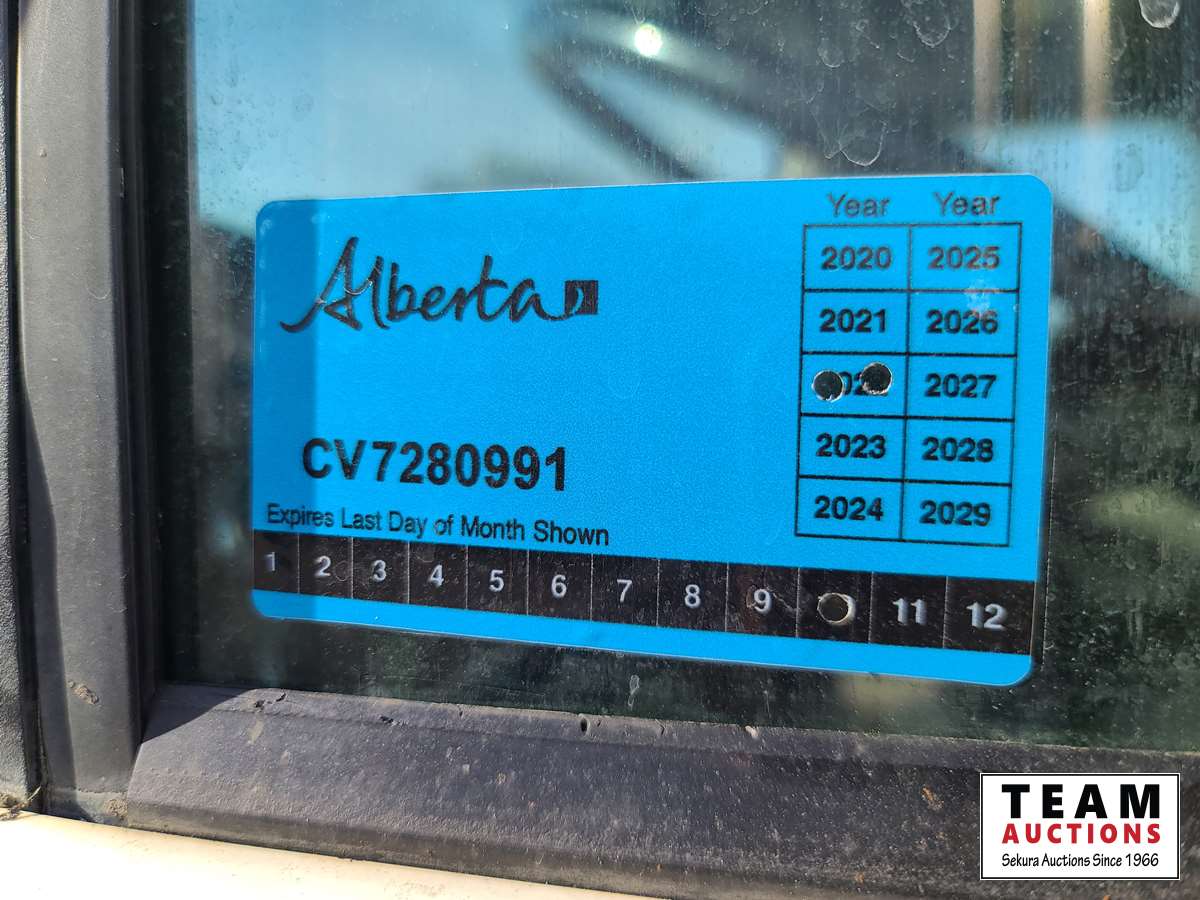 Alberta
Year Year
2020 2025
2021 2026
2027
2023 2028
2024 2029
CV7280991
Expires Last Day of Month Shown
1 2 3 4 5 6 7 8 9 11 12
TEAM
AUCTIONS
Sekura Auctions Since 1966